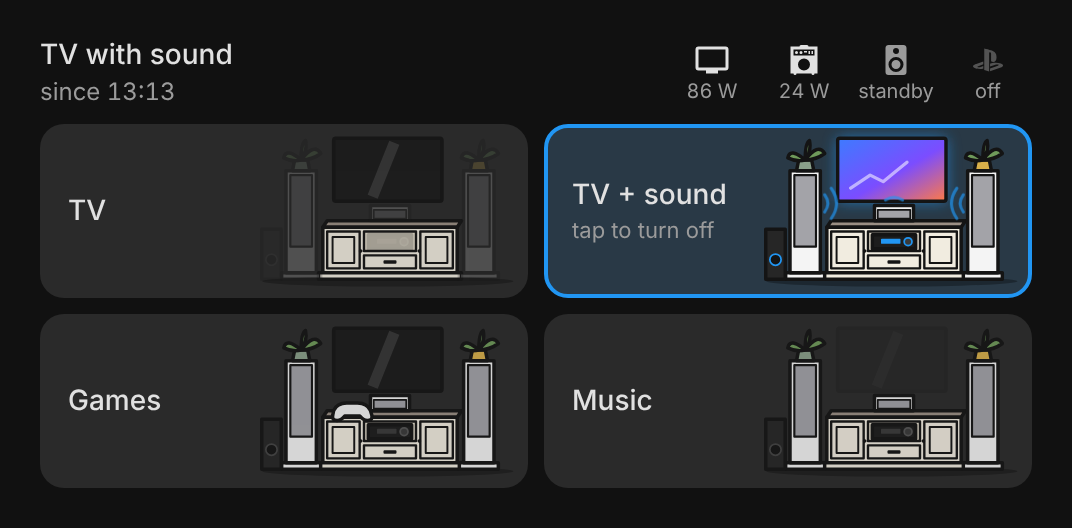 TV with sound
since 13:13
86 W
24 W
standby
off
TV
TV + sound
tap to turn off
Games
Music